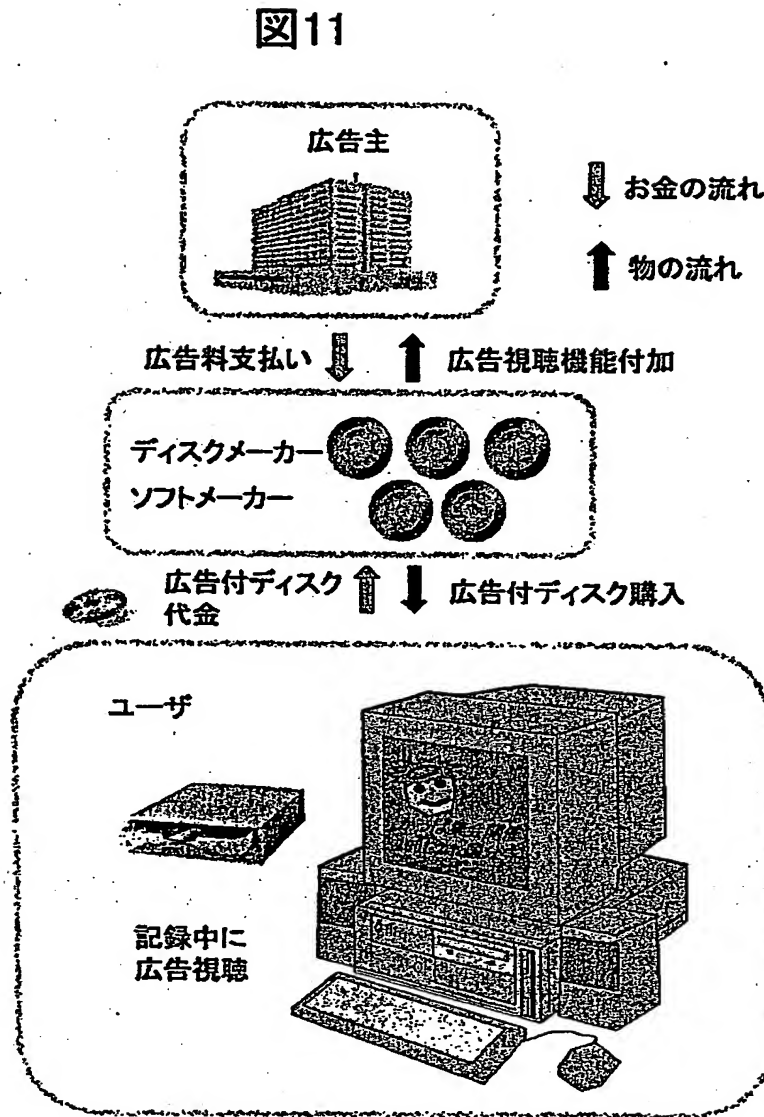 図11
広告主
お金の流れ
物の流れ
広告料支払い
広告視聴機能付加
ディスクメーカー
ソフトメーカー
広告付ディスク
代金
広告付ディスク購入
ユーザ
記録中に
広告視聴